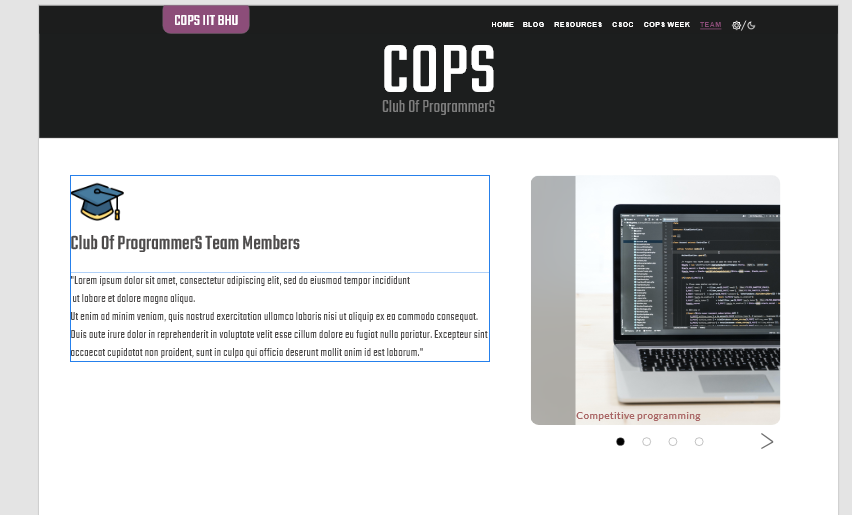 COPS IIT BHU
HOME BLOG RESOURCES CSOC COPS WEEK TEAM
COPS
Club Of ProgrammerS
Club Of ProgrammerS Team Members
"Lorem ipsum dolor sit amet, consectetur adipiscing elit, sed do eiusmod tempor incididunt
ut labore et dolore magna aliqua.
Ut enim ad minim veniam, quis nostrud exercitation ullamco laboris nisi ut aliquip ex ea commodo consequat.
Duis aute irure dolor in reprehenderit in voluptate velit esse cillum dolore eu fugiat nulla pariatur. Excepteur sint
occaecat cupidatat non proident, sunt in culpa qui officia deserunt mollit anim id est laborum."
Competitive programming